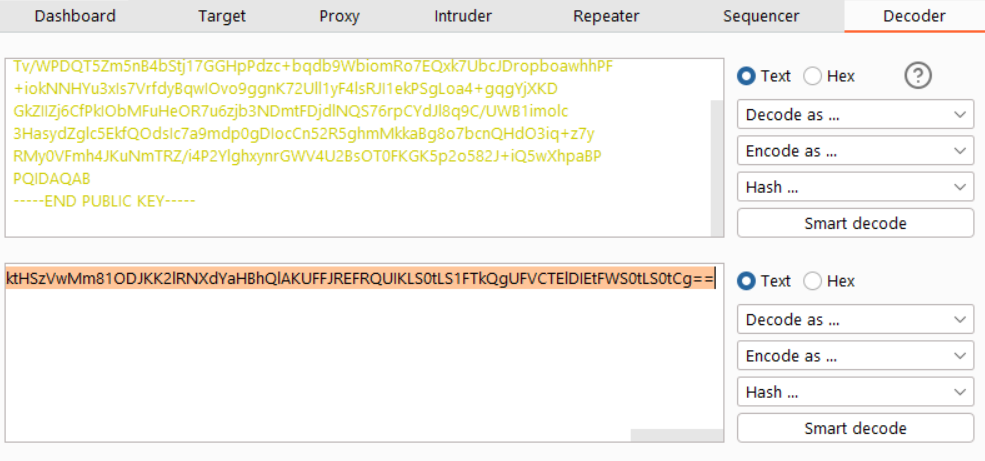 Dashboard Target Proxy Intruder Repeater Sequencer Decoder
Tv/WPDQT5Zm5nB4bStj17GGHpPdzc+bqdb9WbiomRo7EQxk7UbcJDropboawhhPF
+iokNNHYu3xIs7VrfdyBqwIOvo9ggnK72Ull1yF4lsRJI1ekPSgLoa4+gqgYjXKD
GkZIIZj6CfPkIObMFuHeOR7u6zjb3NDmtFDjdlNQS76rpCYdJl8q9C/UWB1imolc
3HasydZglc5EkfQOdsIc7a9mdp0gDIocCn52R5ghmMkkaBg8o7bcnQHdO3iq+z7y
RMy0VFmh4JKuNmTRZ/i4P2YlghxynrGWV4U2BsOT0FKGK5p2o582J+iQ5wXhpaBP
PQIDAQAB
-----END PUBLIC KEY-----
Text Hex ?
Decode as ...
Encode as ...
Hash ...
Smart decode
ktHSzVwMm81ODJKK2lRNXdYaHBhQlAKUFFJREFRQUIKLS0tLS1FTkQgUFVCTElDIEtFWS0tLS0tCg==
Text Hex
Decode as ...
Encode as ...
Hash ...
Smart decode